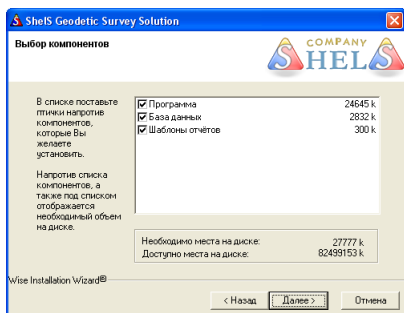 ShelS Geodetic Survey Solution
Выбор компонентов
COMPANY
SHELS
В списке поставьте
птички напротив
компонентов,
которые Вы
желаете
установить.
Напротив списка
компонентов, а
также под списком
отображается
необходимый объем
на диске.
Программа 24645 k
База данных 2832 k
Шаблоны отчётов 300 k
Необходимо места на диске: 27777 k
Доступно места на диске: 82499153 k
Wise Installation Wizard®
< Назад Далее > Отмена